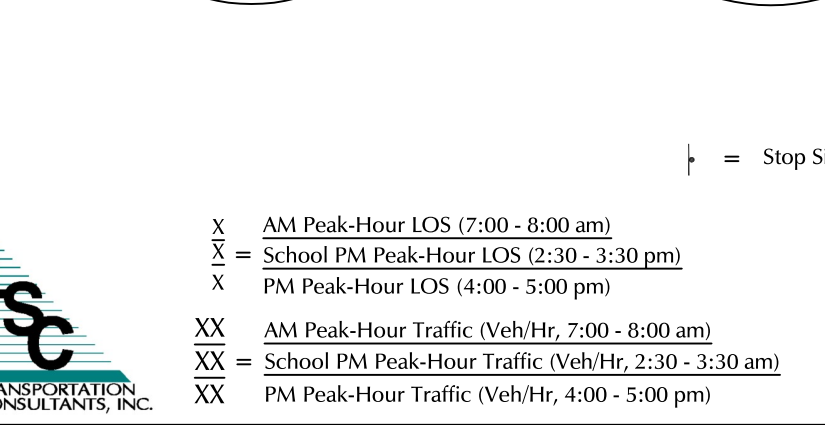 = Stop Si
X AM Peak-Hour LOS (7:00 - 8:00 am)
X = School PM Peak-Hour LOS (2:30 - 3:30 pm)
X PM Peak-Hour LOS (4:00 - 5:00 pm)
XX AM Peak-Hour Traffic (Veh/Hr, 7:00 - 8:00 am)
XX = School PM Peak-Hour Traffic (Veh/Hr, 2:30 - 3:30 am)
XX PM Peak-Hour Traffic (Veh/Hr, 4:00 - 5:00 pm)
SC
ANSPORTATION
ONSULTANTS, INC.